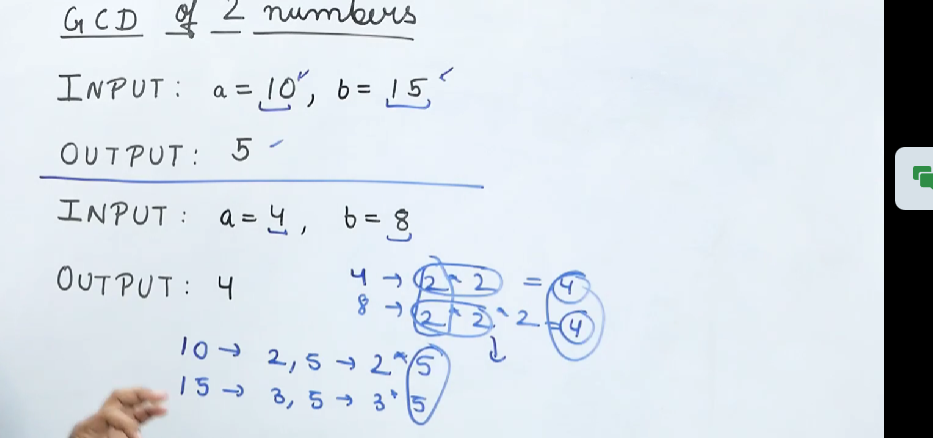 GCD of 2 numbers
INPUT: a = 10, b = 15
OUTPUT: 5
INPUT: a = 4, b = 8
OUTPUT: 4
4 → 2 * 2 = 4
8 → 2 * 2 * 2 = 4
10 → 2, 5 → 2 * 5
15 → 3, 5 → 3 * 5